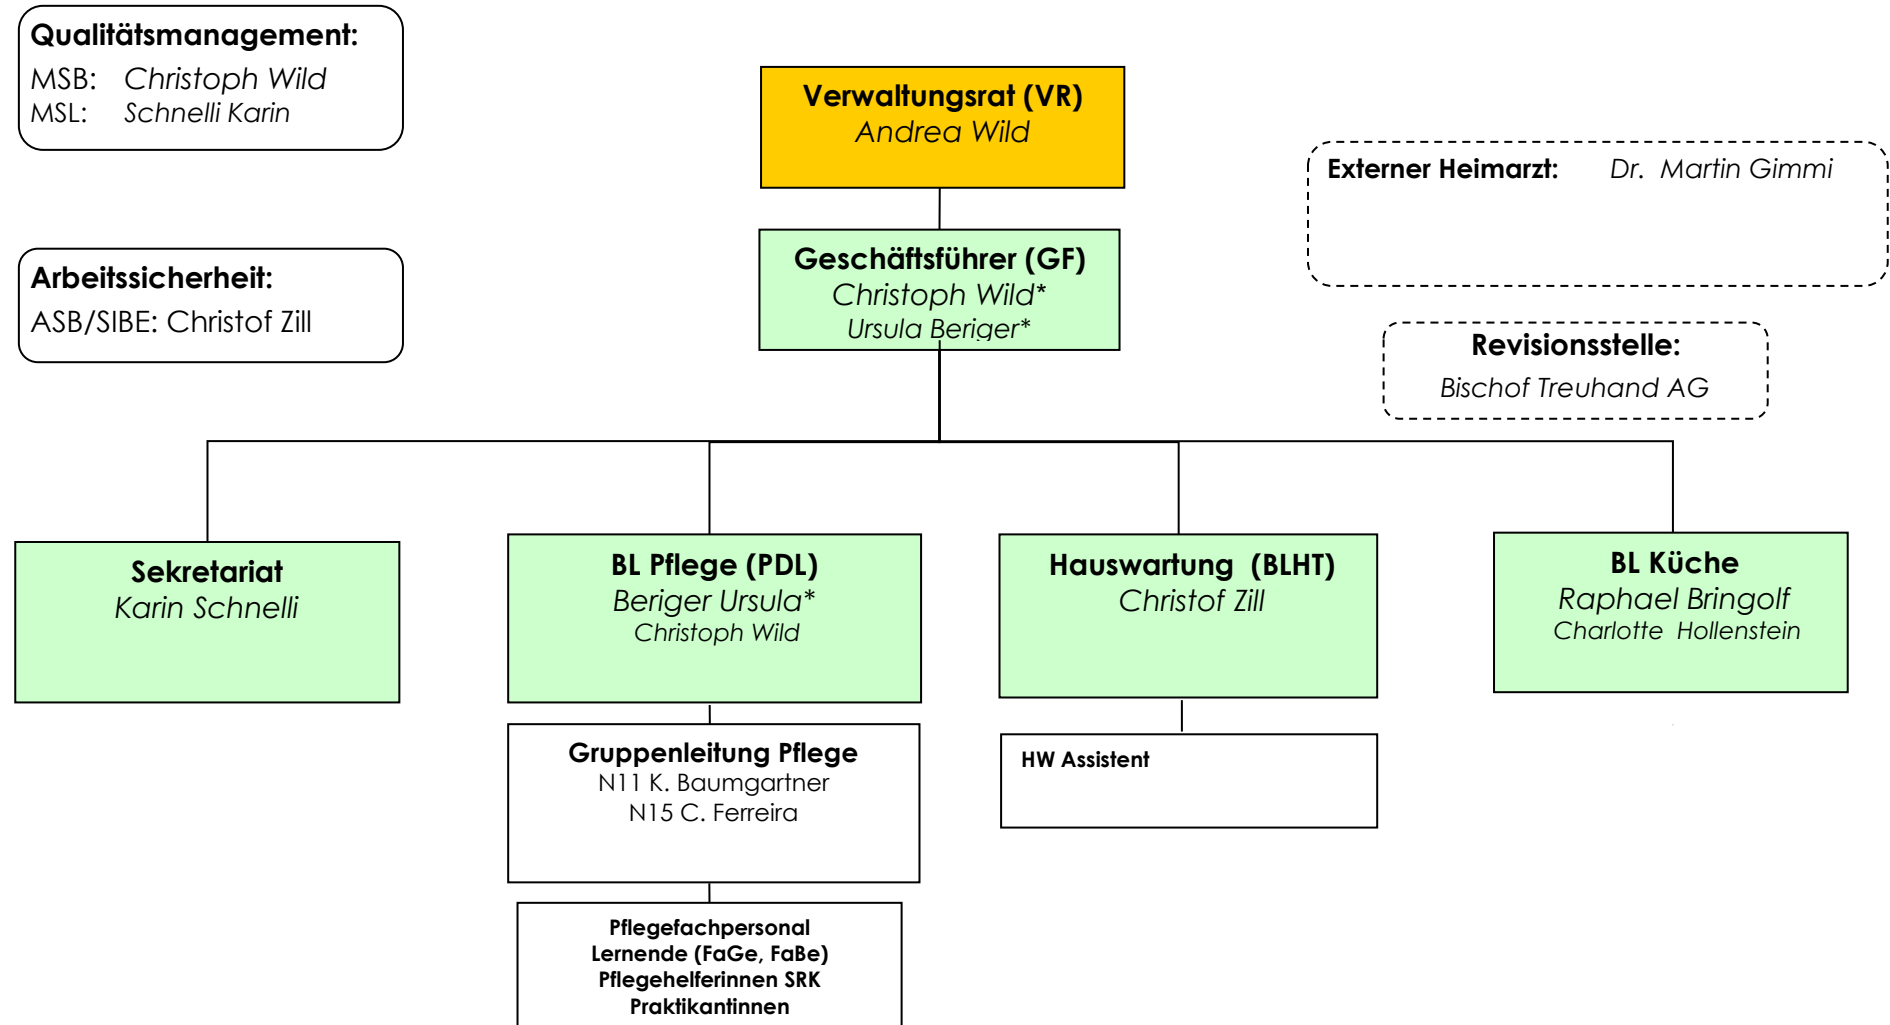 Qualitätsmanagement:
MSB: Christoph Wild
MSL: Schnelli Karin
Verwaltungsrat (VR)
Andrea Wild
Externer Heimarzt: Dr. Martin Gimmi
Arbeitssicherheit:
ASB/SIBE: Christof Zill
Geschäftsführer (GF)
Christoph Wild*
Ursula Beriger*
Revisionsstelle:
Bischof Treuhand AG
Sekretariat
Karin Schnelli
BL Pflege (PDL)
Beriger Ursula*
Christoph Wild
Hauswartung (BLHT)
Christof Zill
BL Küche
Raphael Bringolf
Charlotte Hollenstein
Gruppenleitung Pflege
N11 K. Baumgartner
N15 C. Ferreira
HW Assistent
Pflegefachpersonal
Lernende (FaGe, FaBe)
Pflegehelferinnen SRK
Praktikantinnen